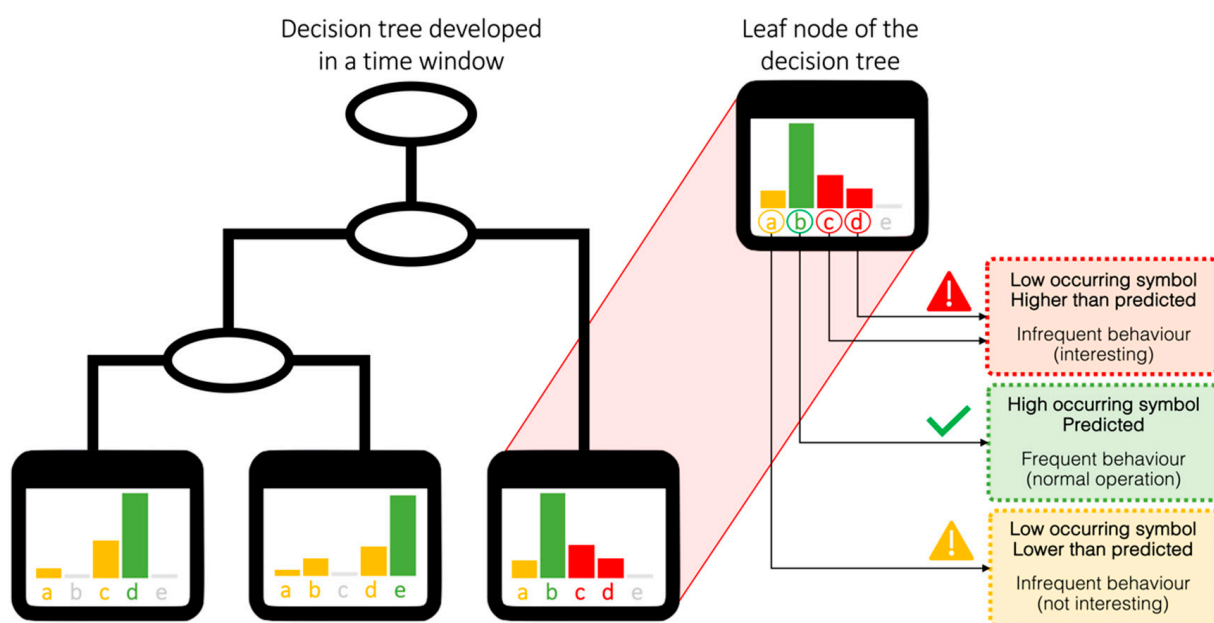 Decision tree developed
in a time window
Leaf node of the
decision tree
a b c d e
Low occurring symbol
Higher than predicted
Infrequent behaviour
(interesting)
High occurring symbol
Predicted
Frequent behaviour
(normal operation)
Low occurring symbol
Lower than predicted
Infrequent behaviour
(not interesting)
a b c d e
a b c d e
a b c d e